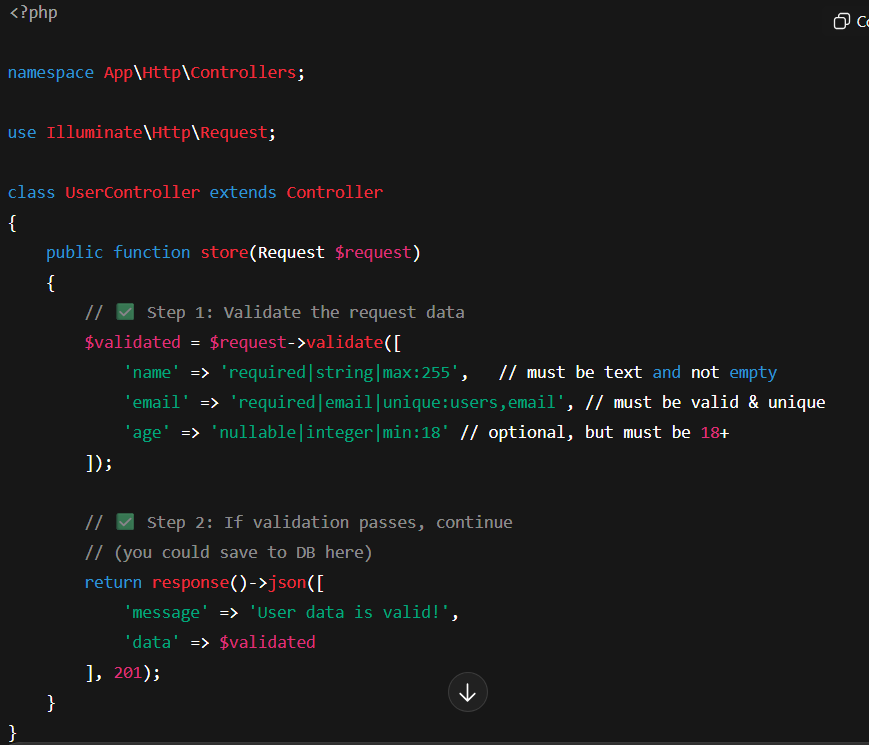 <?php
Co
namespace App\Http\Controllers;
use Illuminate\Http\Request;
class UserController extends Controller
{
    public function store(Request $request)
    {
        // ✅ Step 1: Validate the request data
        $validated = $request->validate([
            'name' => 'required|string|max:255',   // must be text and not empty
            'email' => 'required|email|unique:users,email', // must be valid & unique
            'age' => 'nullable|integer|min:18' // optional, but must be 18+
        ]);
        // ✅ Step 2: If validation passes, continue
        // (you could save to DB here)
        return response()->json([
            'message' => 'User data is valid!',
            'data' => $validated
        ], 201);
    }
}